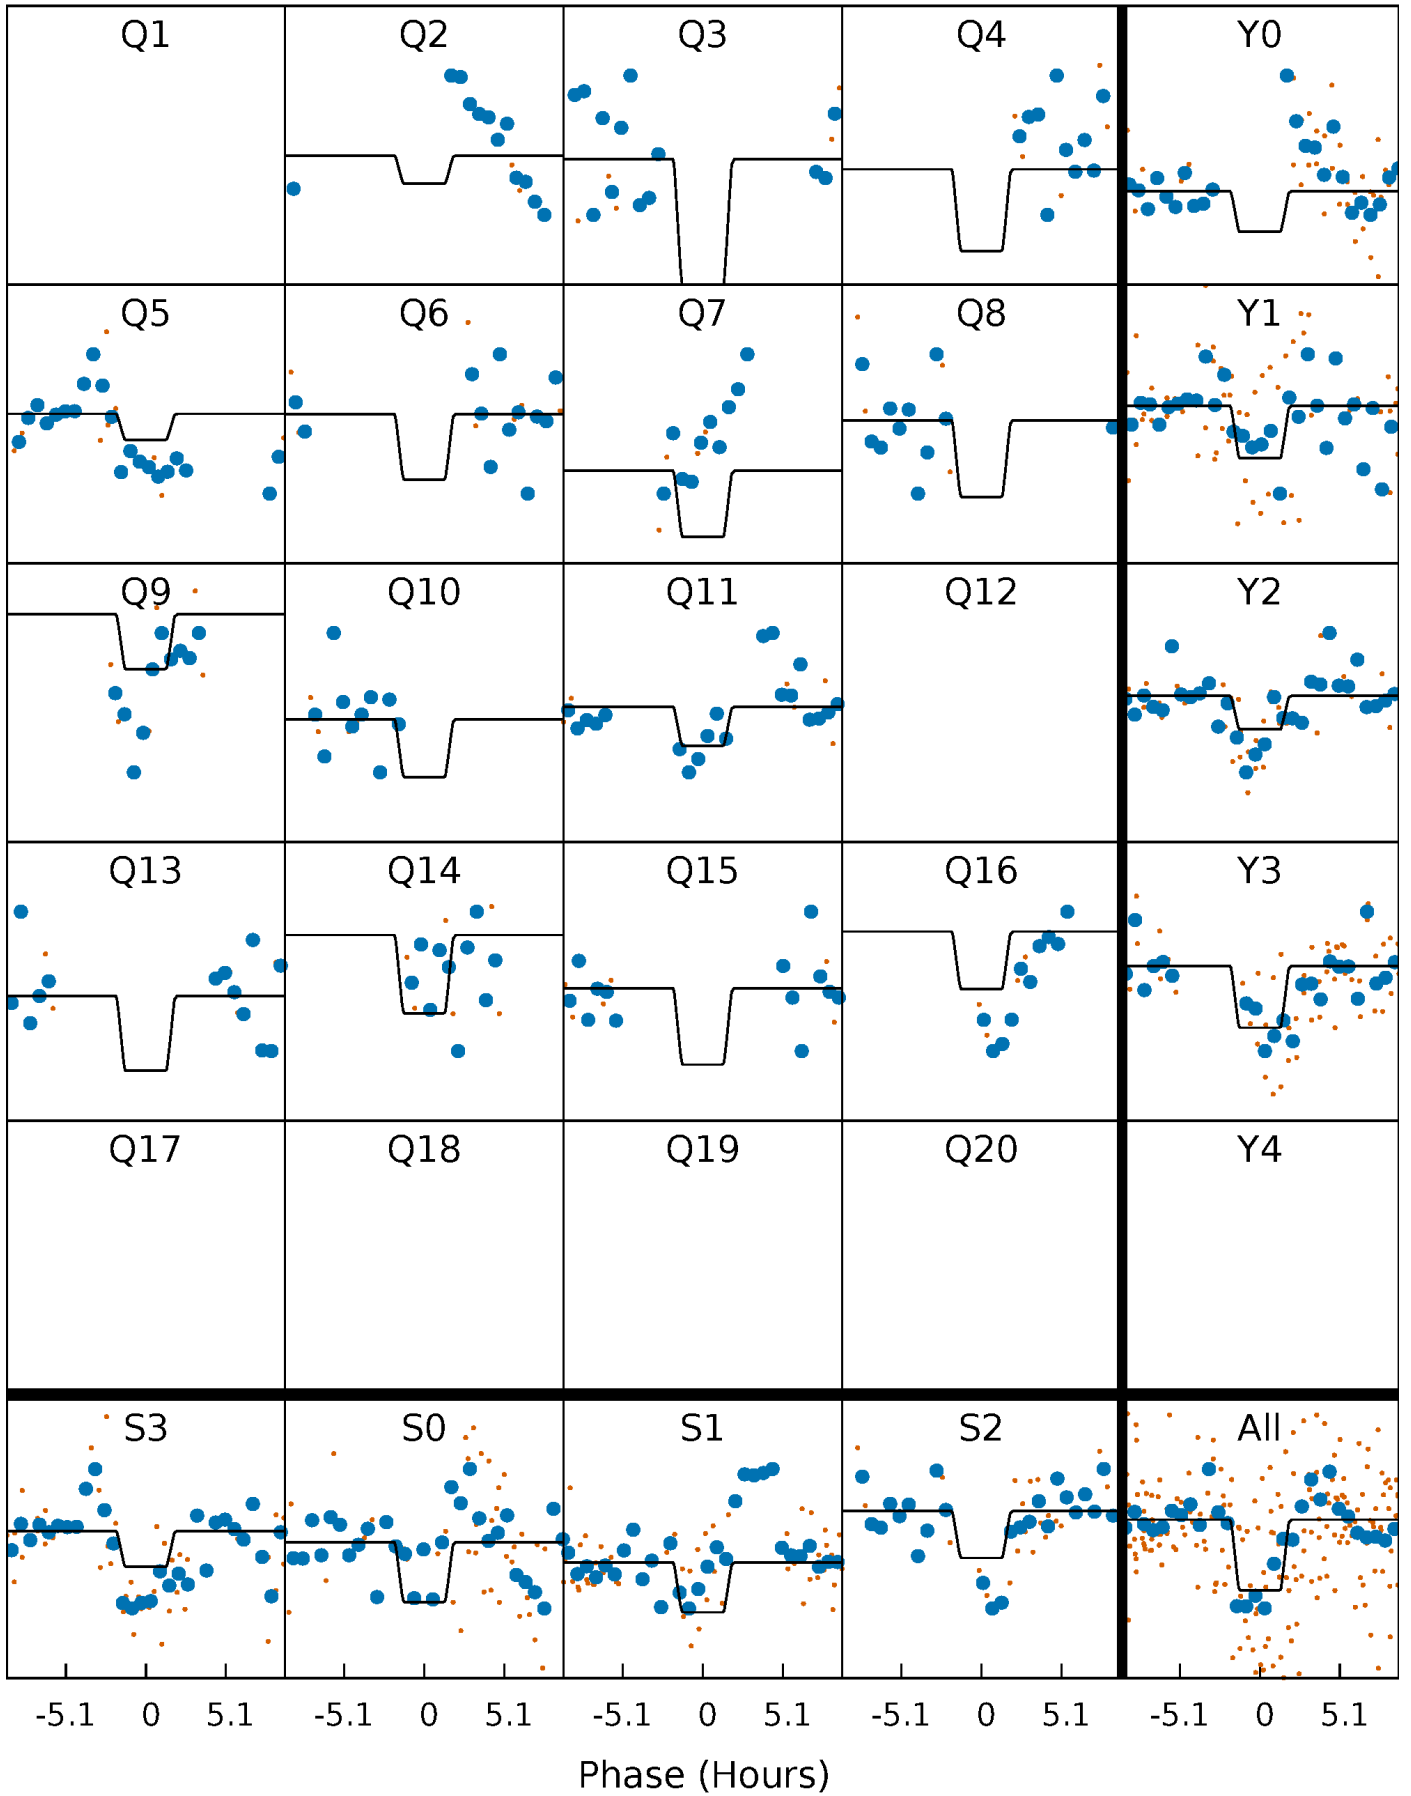 Q1 Q2 Q3 Q4 Y0
Q5 Q6 Q7 Q8 Y1
Q9 Q10 Q11 Q12 Y2
Q13 Q14 Q15 Q16 Y3
Q17 Q18 Q19 Q20 Y4
S3 S0 S1 S2 All
-5.1 0 5.1 -5.1 0 5.1 -5.1 0 5.1 -5.1 0 5.1 -5.1 0 5.1
Phase (Hours)